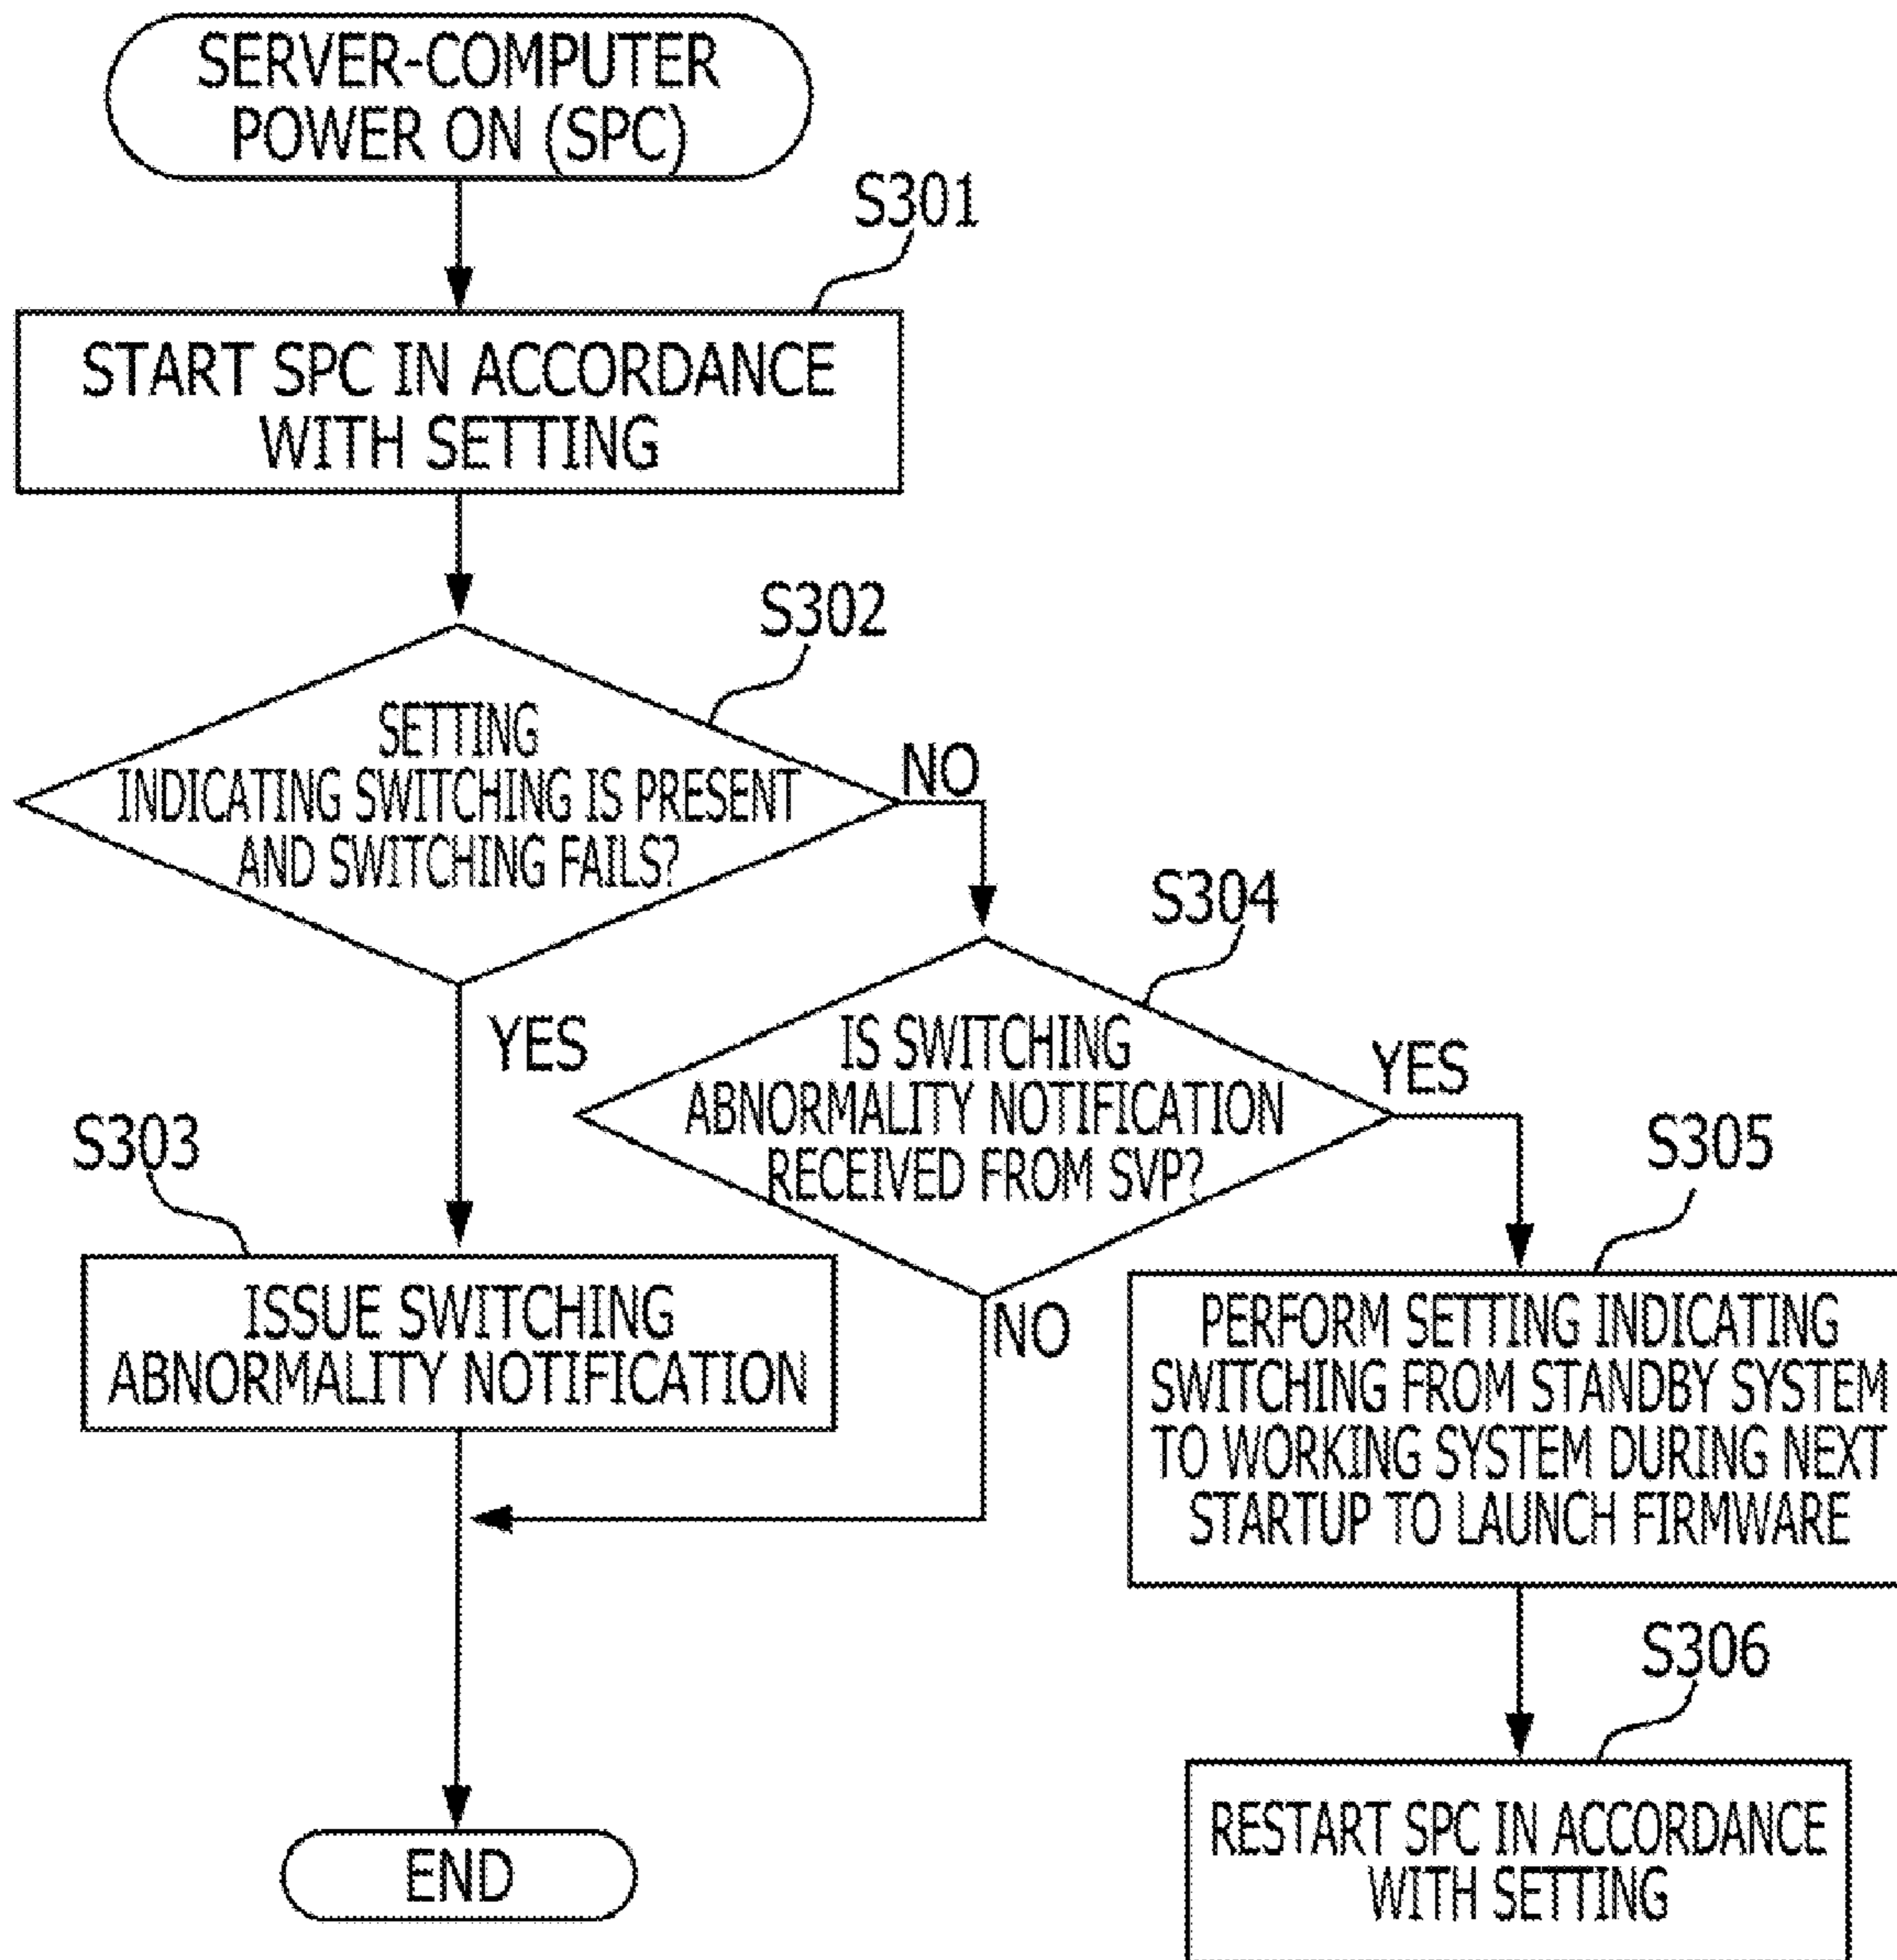 SERVER-COMPUTER
POWER ON (SPC)
S301
START SPC IN ACCORDANCE
WITH SETTING
S302
SETTING
INDICATING SWITCHING IS PRESENT
AND SWITCHING FAILS?
NO
YES
S304
IS SWITCHING
ABNORMALITY NOTIFICATION
RECEIVED FROM SVP?
YES
NO
S303
ISSUE SWITCHING
ABNORMALITY NOTIFICATION
S305
PERFORM SETTING INDICATING
SWITCHING FROM STANDBY SYSTEM
TO WORKING SYSTEM DURING NEXT
STARTUP TO LAUNCH FIRMWARE
S306
RESTART SPC IN ACCORDANCE
WITH SETTING
END